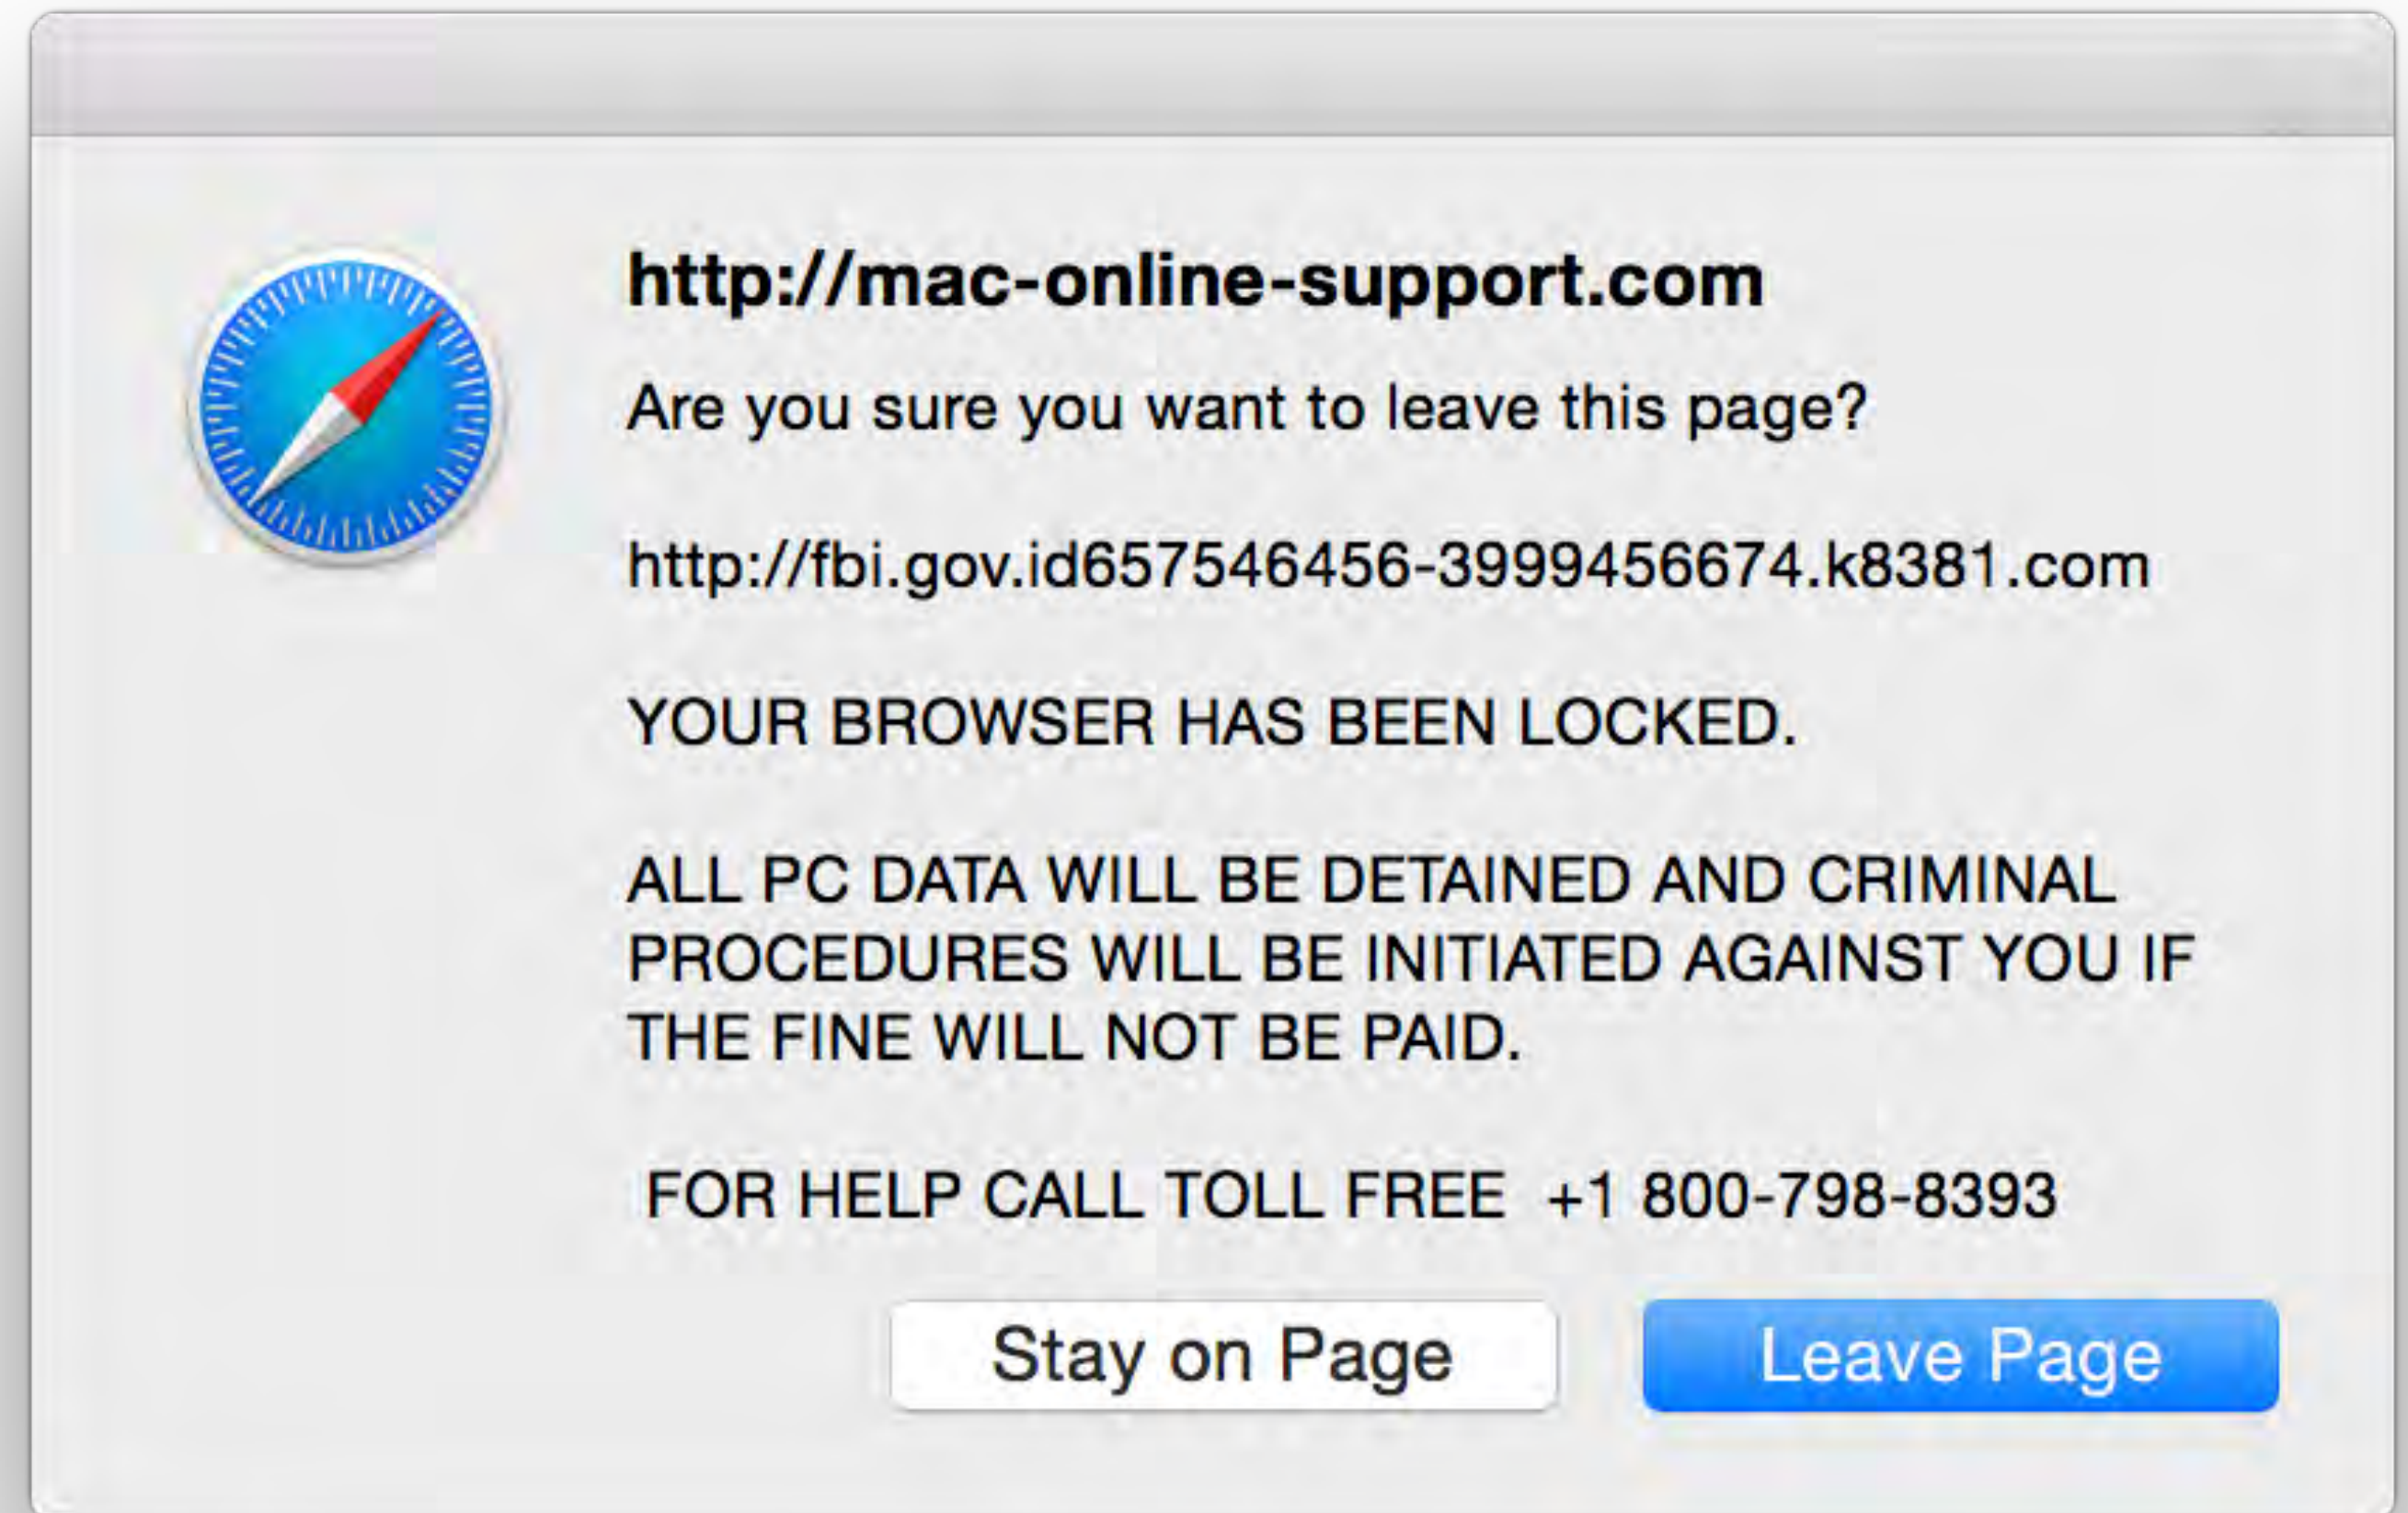 http://mac-online-support.com
Are you sure you want to leave this page?
http://fbi.gov.id657546456-3999456674.k8381.com
YOUR BROWSER HAS BEEN LOCKED.
ALL PC DATA WILL BE DETAINED AND CRIMINAL
PROCEDURES WILL BE INITIATED AGAINST YOU IF
THE FINE WILL NOT BE PAID.
FOR HELP CALL TOLL FREE  +1 800-798-8393
Stay on Page
Leave Page